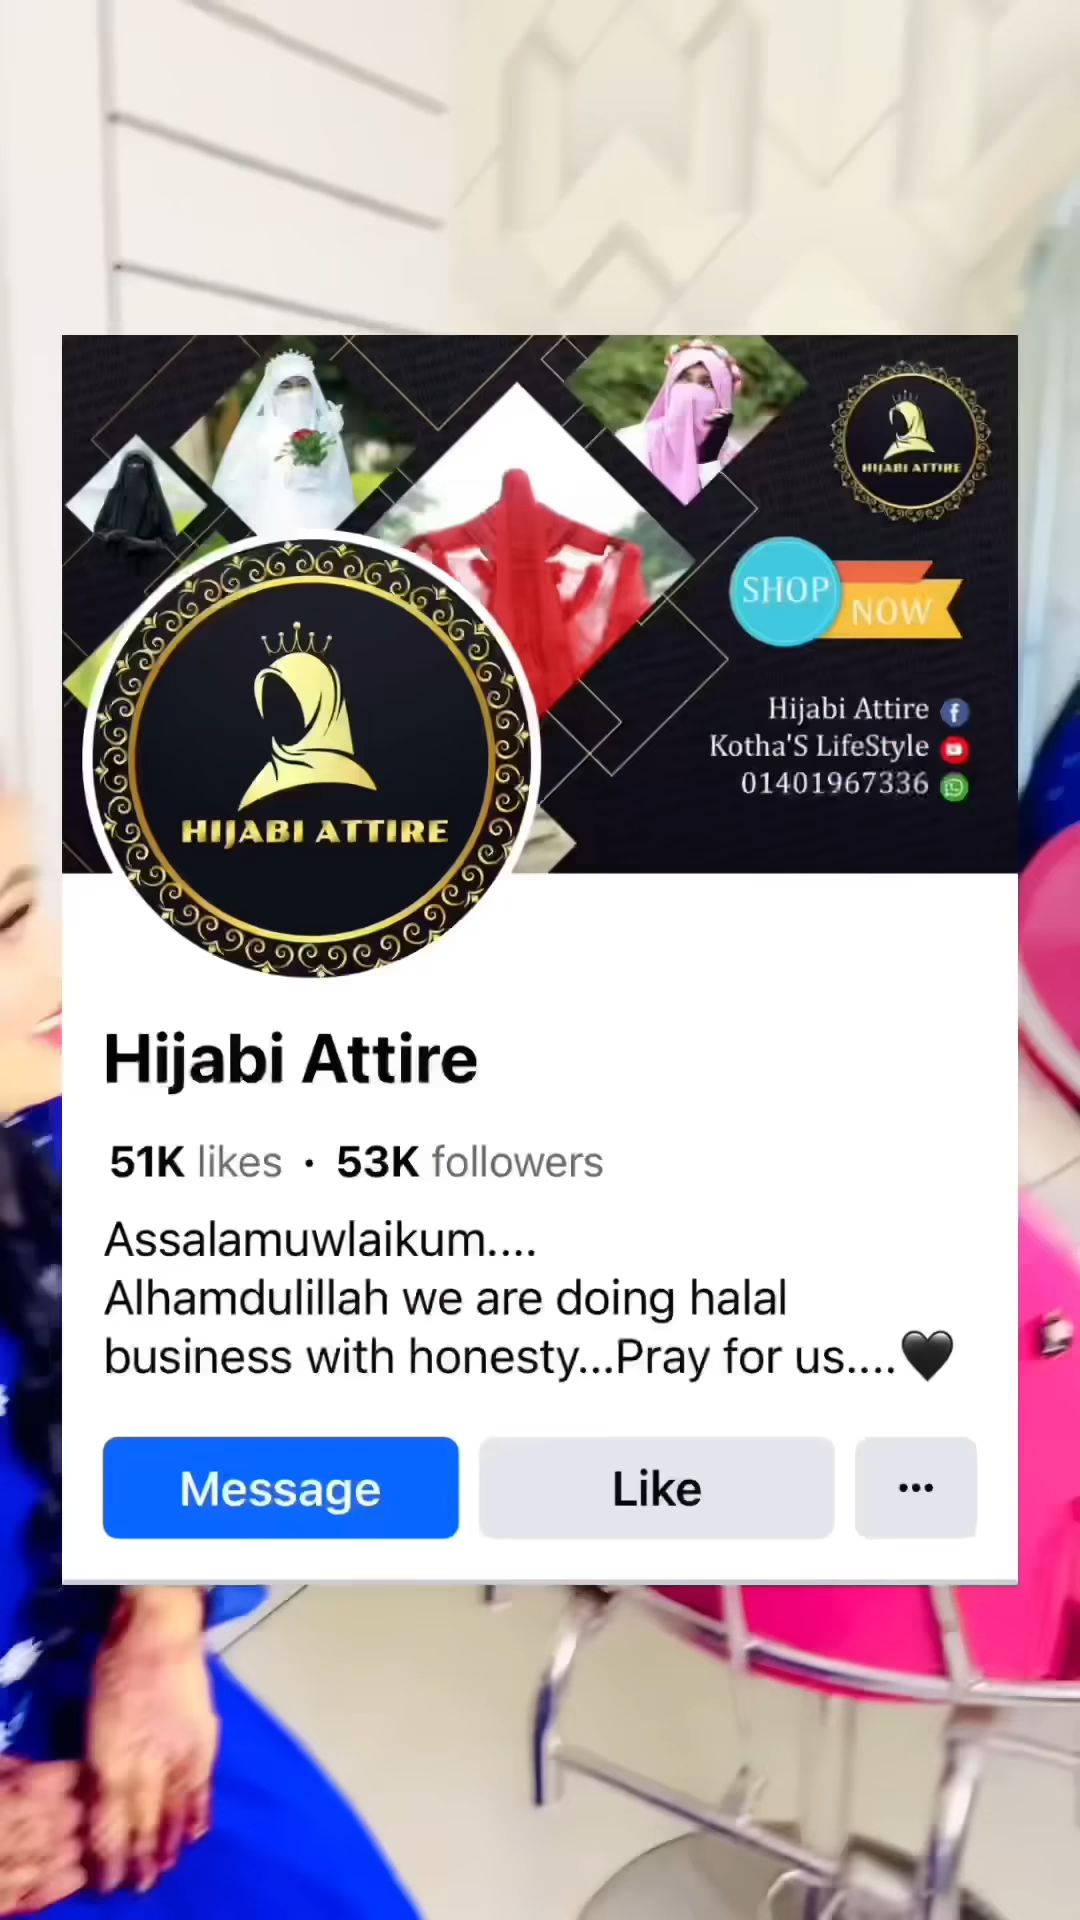 HIJABI ATTIRE
SHOP
NOW
Hijabi Attire
Kotha'S LifeStyle
01401967336
HIJABI ATTIRE
Hijabi Attire
51K likes · 53K followers
Assalamuwlaikum....
Alhamdulillah we are doing halal
business with honesty...Pray for us....🖤
Message
Like